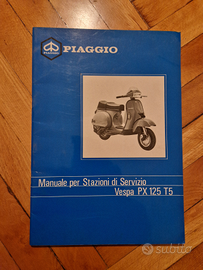 PIAGGIO
Manuale per Stazioni di Servizio
Vespa PX 125 T5
subito